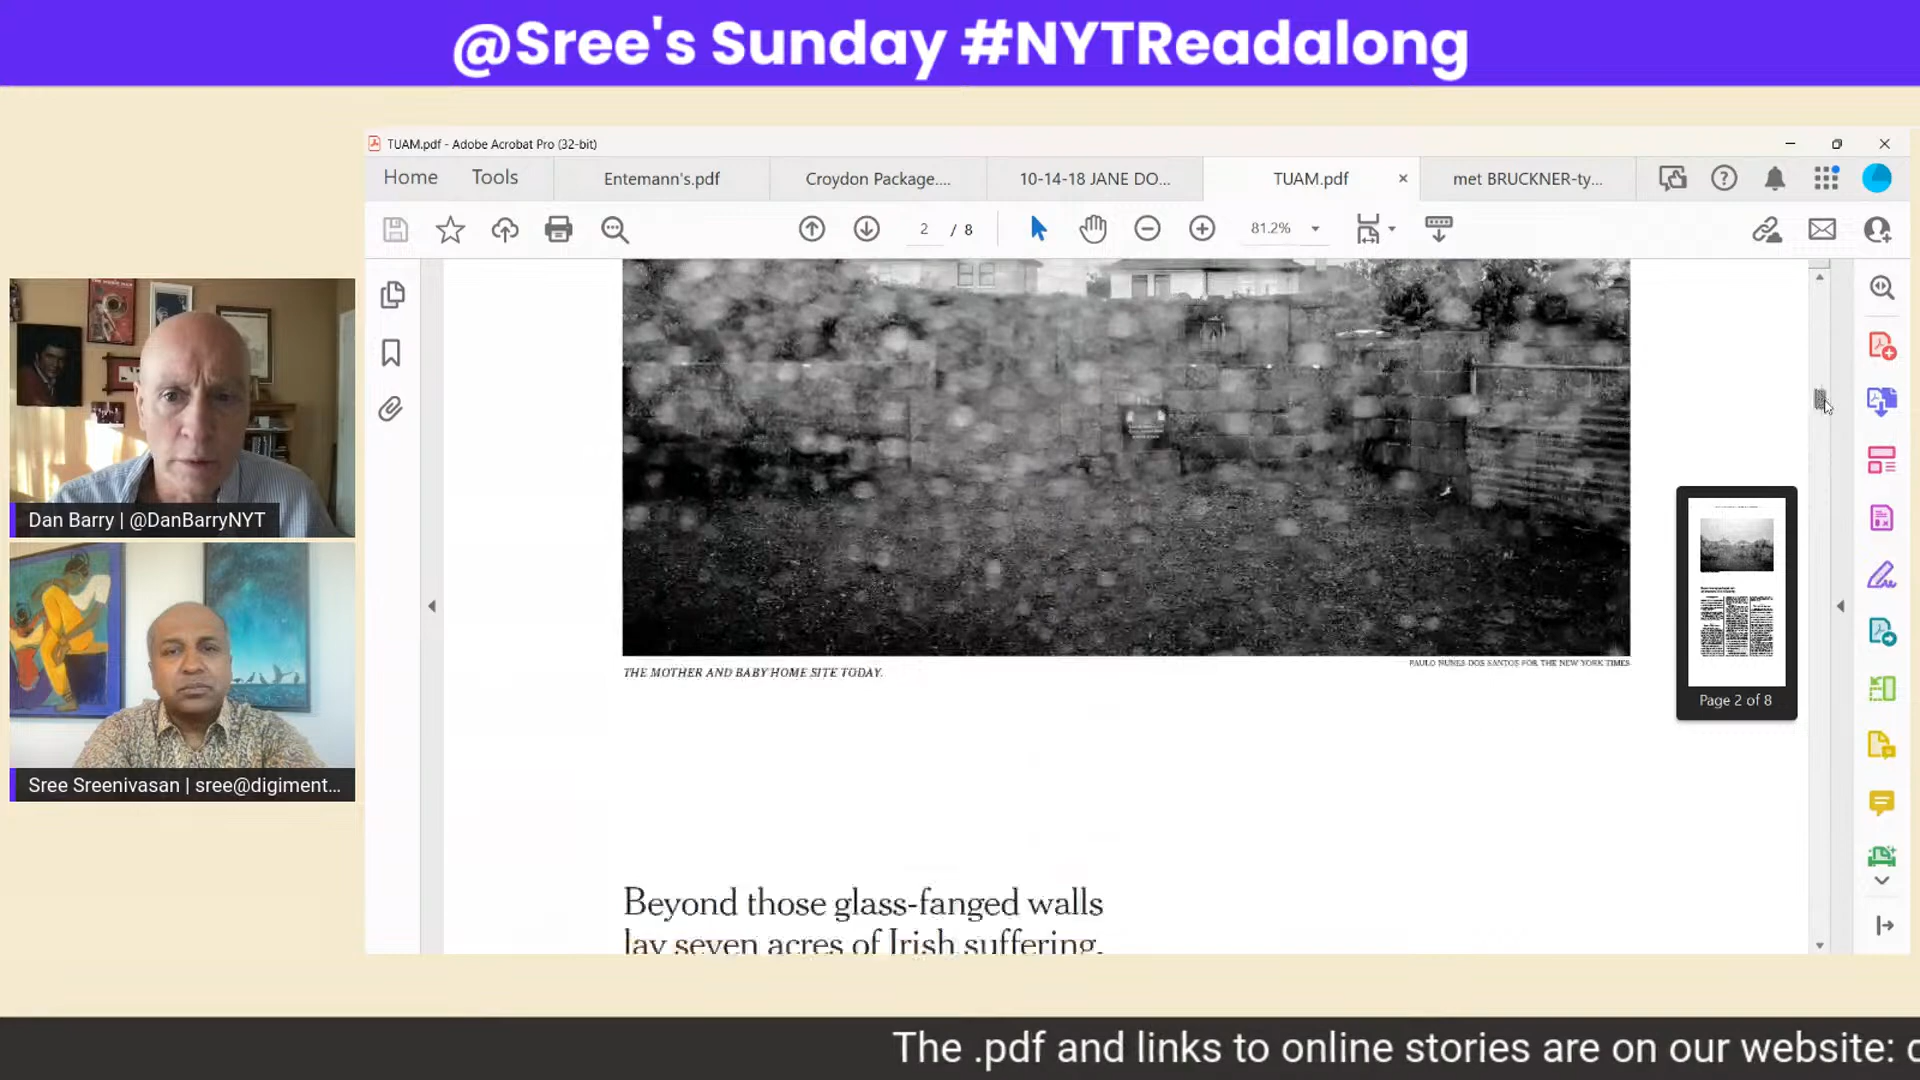 @Sree's Sunday #NYTReadalong
TUAM.pdf - Adobe Acrobat Pro (32-bit)
Home
Tools
Entemann's.pdf
Croydon Package....
10-14-18 JANE DO...
TUAM.pdf
met BRUCKNER-ty...
2 / 8
81.2%
Dan Barry | @DanBarryNYT
Sree Sreenivasan | sree@digiment...
THE MOTHER AND BABY HOME SITE TODAY.
PAULO NUNES DOS SANTOS FOR THE NEW YORK TIMES
Page 2 of 8
Beyond those glass-fanged walls
lay seven acres of Irish suffering.
The .pdf and links to online stories are on our website: